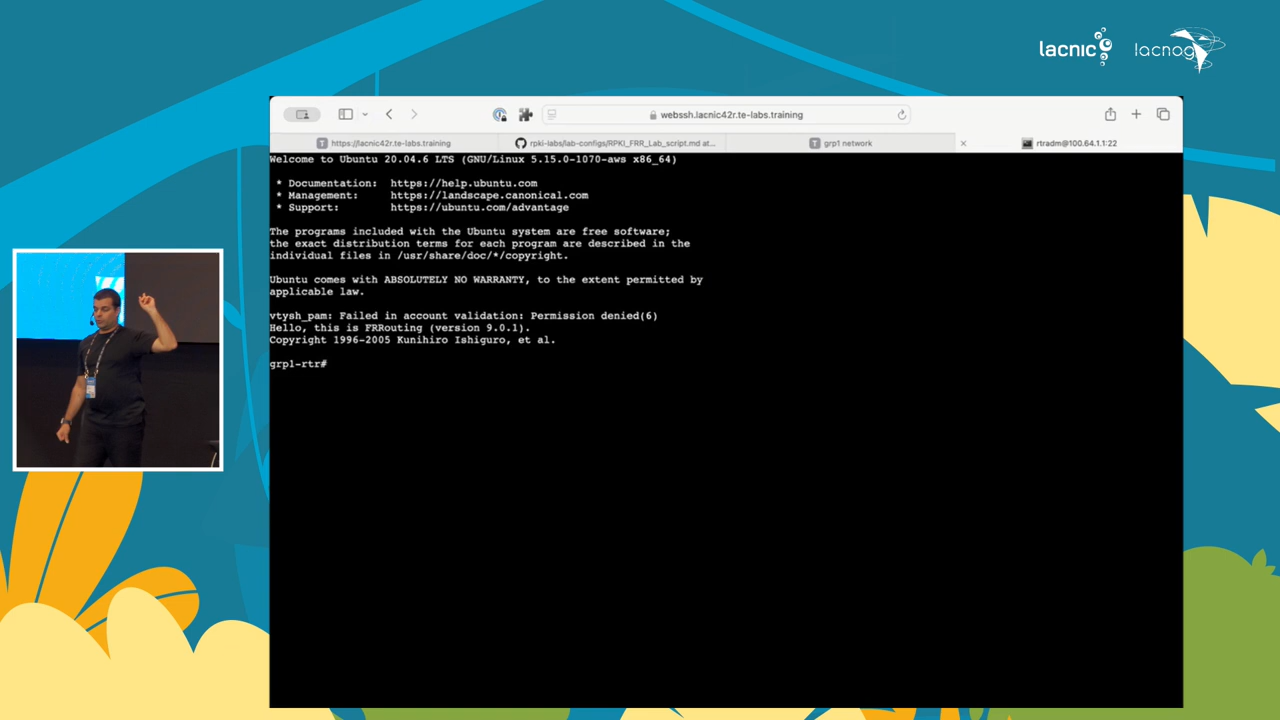 lacnic
lacnog
webssh.lacnic42r.te-labs.training
https://lacnic42r.te-labs.training
rpki-labs/lab-configs/RPKI_FRR_Lab_script.md at...
grp1 network
rtradm@100.64.1.1:22
Welcome to Ubuntu 20.04.6 LTS (GNU/Linux 5.15.0-1070-aws x86_64)
* Documentation: https://help.ubuntu.com
* Management: https://landscape.canonical.com
* Support: https://ubuntu.com/advantage
The programs included with the Ubuntu system are free software;
the exact distribution terms for each program are described in the
individual files in /usr/share/doc/*/copyright.
Ubuntu comes with ABSOLUTELY NO WARRANTY, to the extent permitted by
applicable law.
vtysh_pam: Failed in account validation: Permission denied(6)
Hello, this is FRRouting (version 9.0.1).
Copyright 1996-2005 Kunihiro Ishiguro, et al.
grp1-rtr#